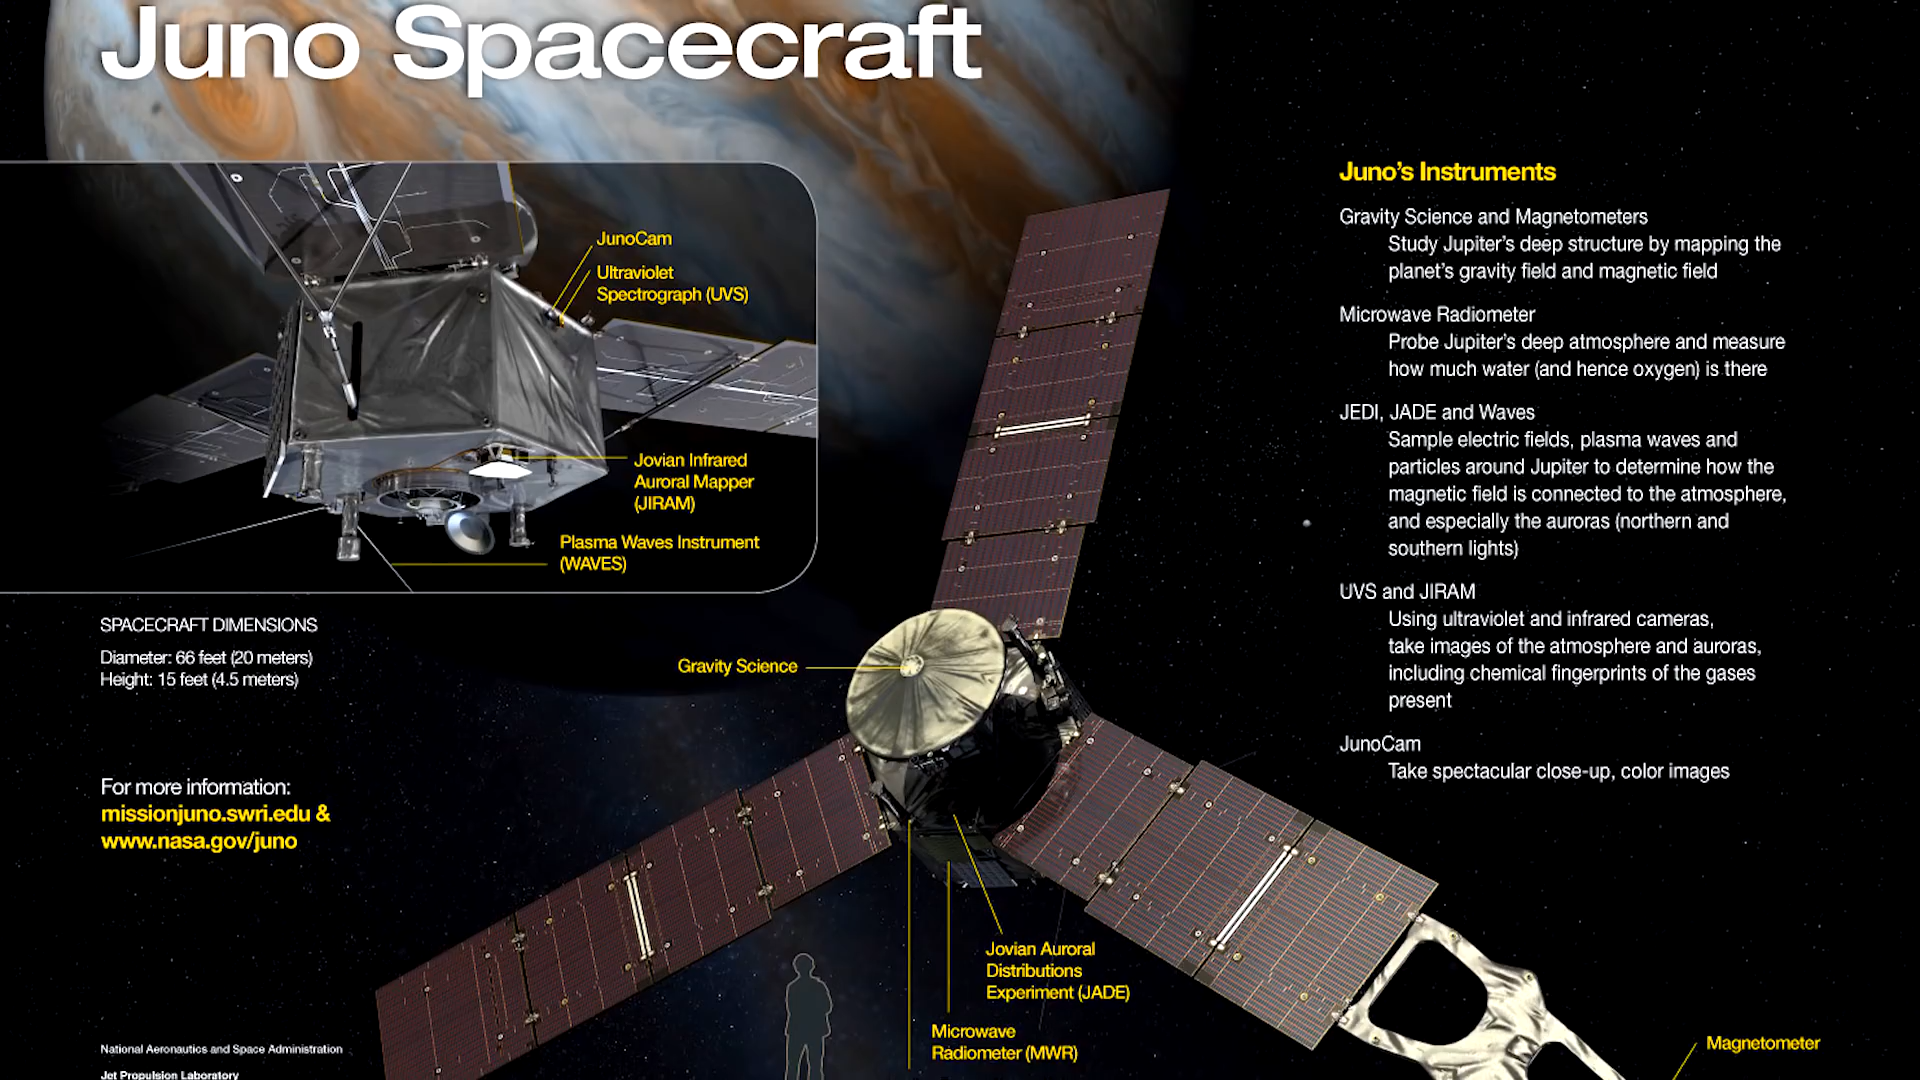 Juno Spacecraft
JunoCam
Ultraviolet
Spectrograph (UVS)
Jovian Infrared
Auroral Mapper
(JIRAM)
Plasma Waves Instrument
(WAVES)
SPACECRAFT DIMENSIONS
Diameter: 66 feet (20 meters)
Height: 15 feet (4.5 meters)
For more information:
missionjuno.swri.edu &
www.nasa.gov/juno
National Aeronautics and Space Administration
Jet Propulsion Laboratory
Gravity Science
Jovian Auroral
Distributions
Experiment (JADE)
Microwave
Radiometer (MWR)
Magnetometer
Juno's Instruments
Gravity Science and Magnetometers
Study Jupiter's deep structure by mapping the
planet's gravity field and magnetic field
Microwave Radiometer
Probe Jupiter's deep atmosphere and measure
how much water (and hence oxygen) is there
JEDI, JADE and Waves
Sample electric fields, plasma waves and
particles around Jupiter to determine how the
magnetic field is connected to the atmosphere,
and especially the auroras (northern and
southern lights)
UVS and JIRAM
Using ultraviolet and infrared cameras,
take images of the atmosphere and auroras,
including chemical fingerprints of the gases
present
JunoCam
Take spectacular close-up, color images